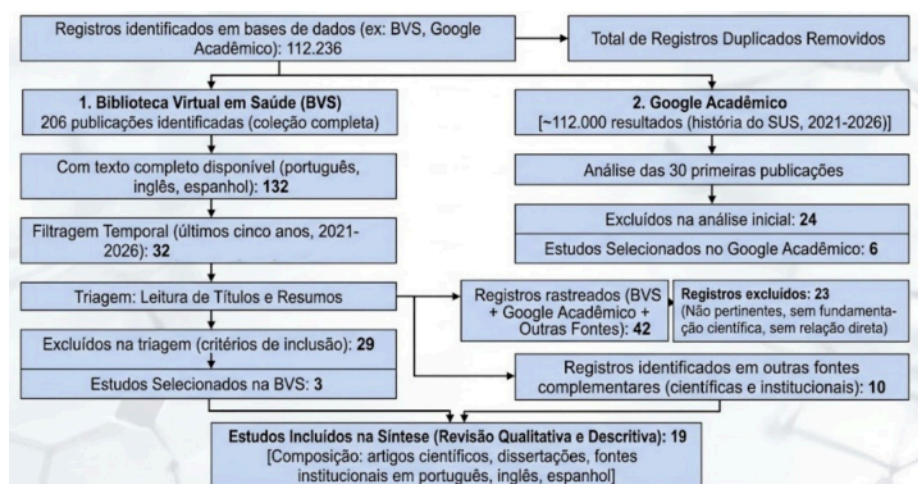 Registros identificados em bases de dados (ex: BVS, Google
Acadêmico): 112.236
Total de Registros Duplicados Removidos
1. Biblioteca Virtual em Saúde (BVS)
206 publicações identificadas (coleção completa)
2. Google Acadêmico
[~112.000 resultados (história do SUS, 2021-2026)]
Com texto completo disponível (português,
inglês, espanhol): 132
Análise das 30 primeiras publicações
Filtragem Temporal (últimos cinco anos, 2021-
2026): 32
Excluídos na análise inicial: 24
Estudos Selecionados no Google Acadêmico: 6
Triagem: Leitura de Títulos e Resumos
Registros rastreados (BVS
+ Google Acadêmico +
Outras Fontes): 42
Registros excluídos: 23
(Não pertinentes, sem fundamenta-
ção científica, sem relação direta)
Excluídos na triagem (critérios de inclusão): 29
Estudos Selecionados na BVS: 3
Registros identificados em outras fontes
complementares (científicas e institucionais): 10
Estudos Incluídos na Síntese (Revisão Qualitativa e Descritiva): 19
[Composição: artigos científicos, dissertações, fontes
institucionais em português, inglês, espanhol]